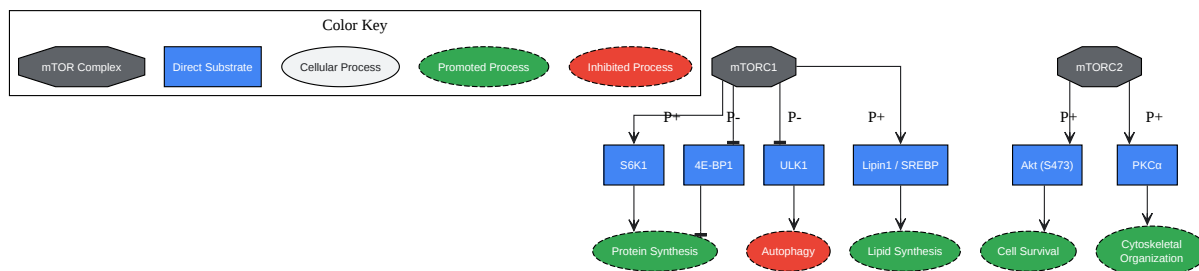 Color Key
mTOR Complex
Direct Substrate
Cellular Process
Promoted Process
Inhibited Process
mTORC1
mTORC2
P+
P-
P-
P+
P+
P+
S6K1
4E-BP1
ULK1
Lipin1 / SREBP
Akt (S473)
PKCα
Protein Synthesis
Autophagy
Lipid Synthesis
Cell Survival
Cytoskeletal
Organization